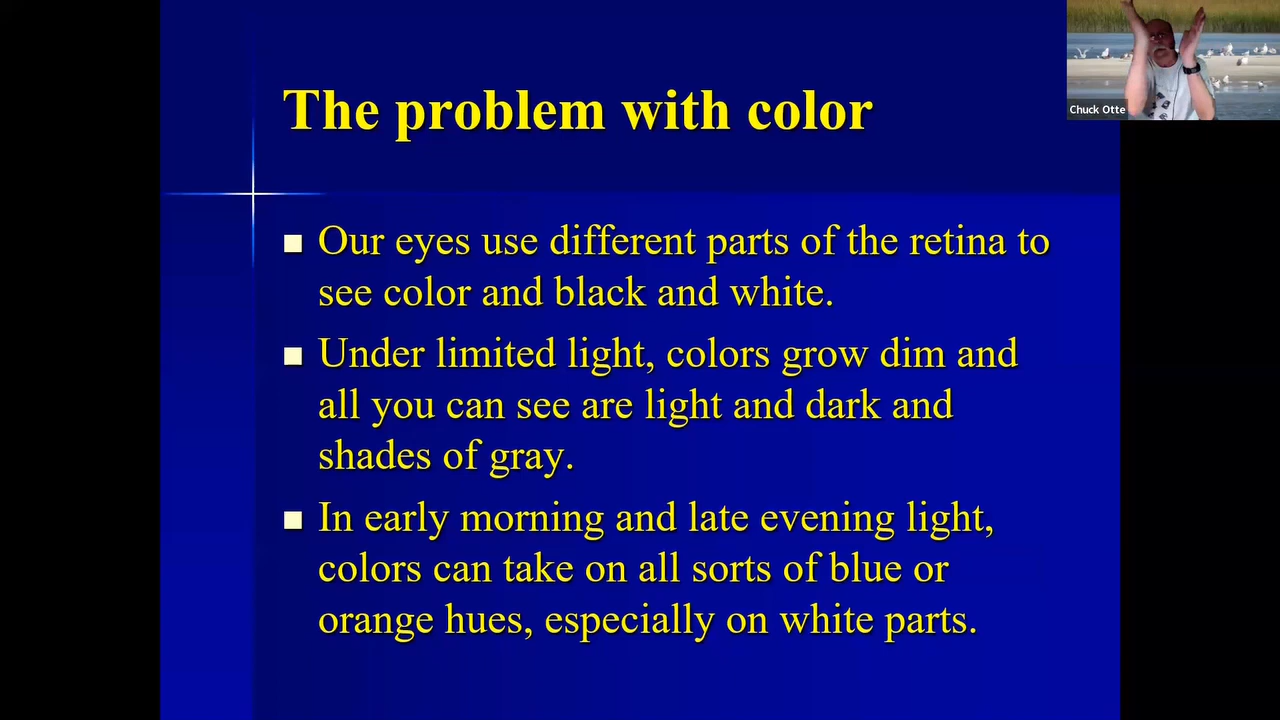 The problem with color
Chuck Otte
Our eyes use different parts of the retina to
see color and black and white.
Under limited light, colors grow dim and
all you can see are light and dark and
shades of gray.
In early morning and late evening light,
colors can take on all sorts of blue or
orange hues, especially on white parts.